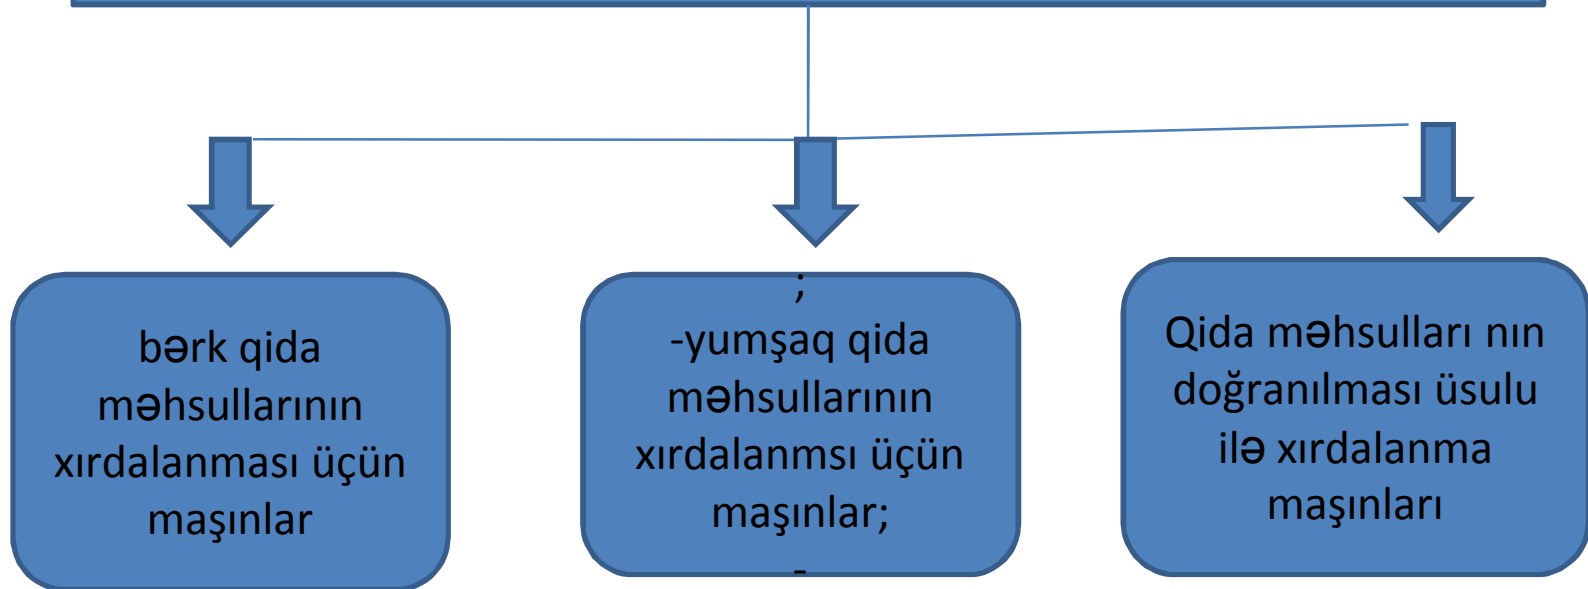 bərk qida
məhsullarının
xırdalanması üçün
maşınlar
;
-yumşaq qida
məhsullarının
xırdalanmsı üçün
maşınlar;
-
Qida məhsulları nın
doğranılması üsulu
ilə xırdalanma
maşınları